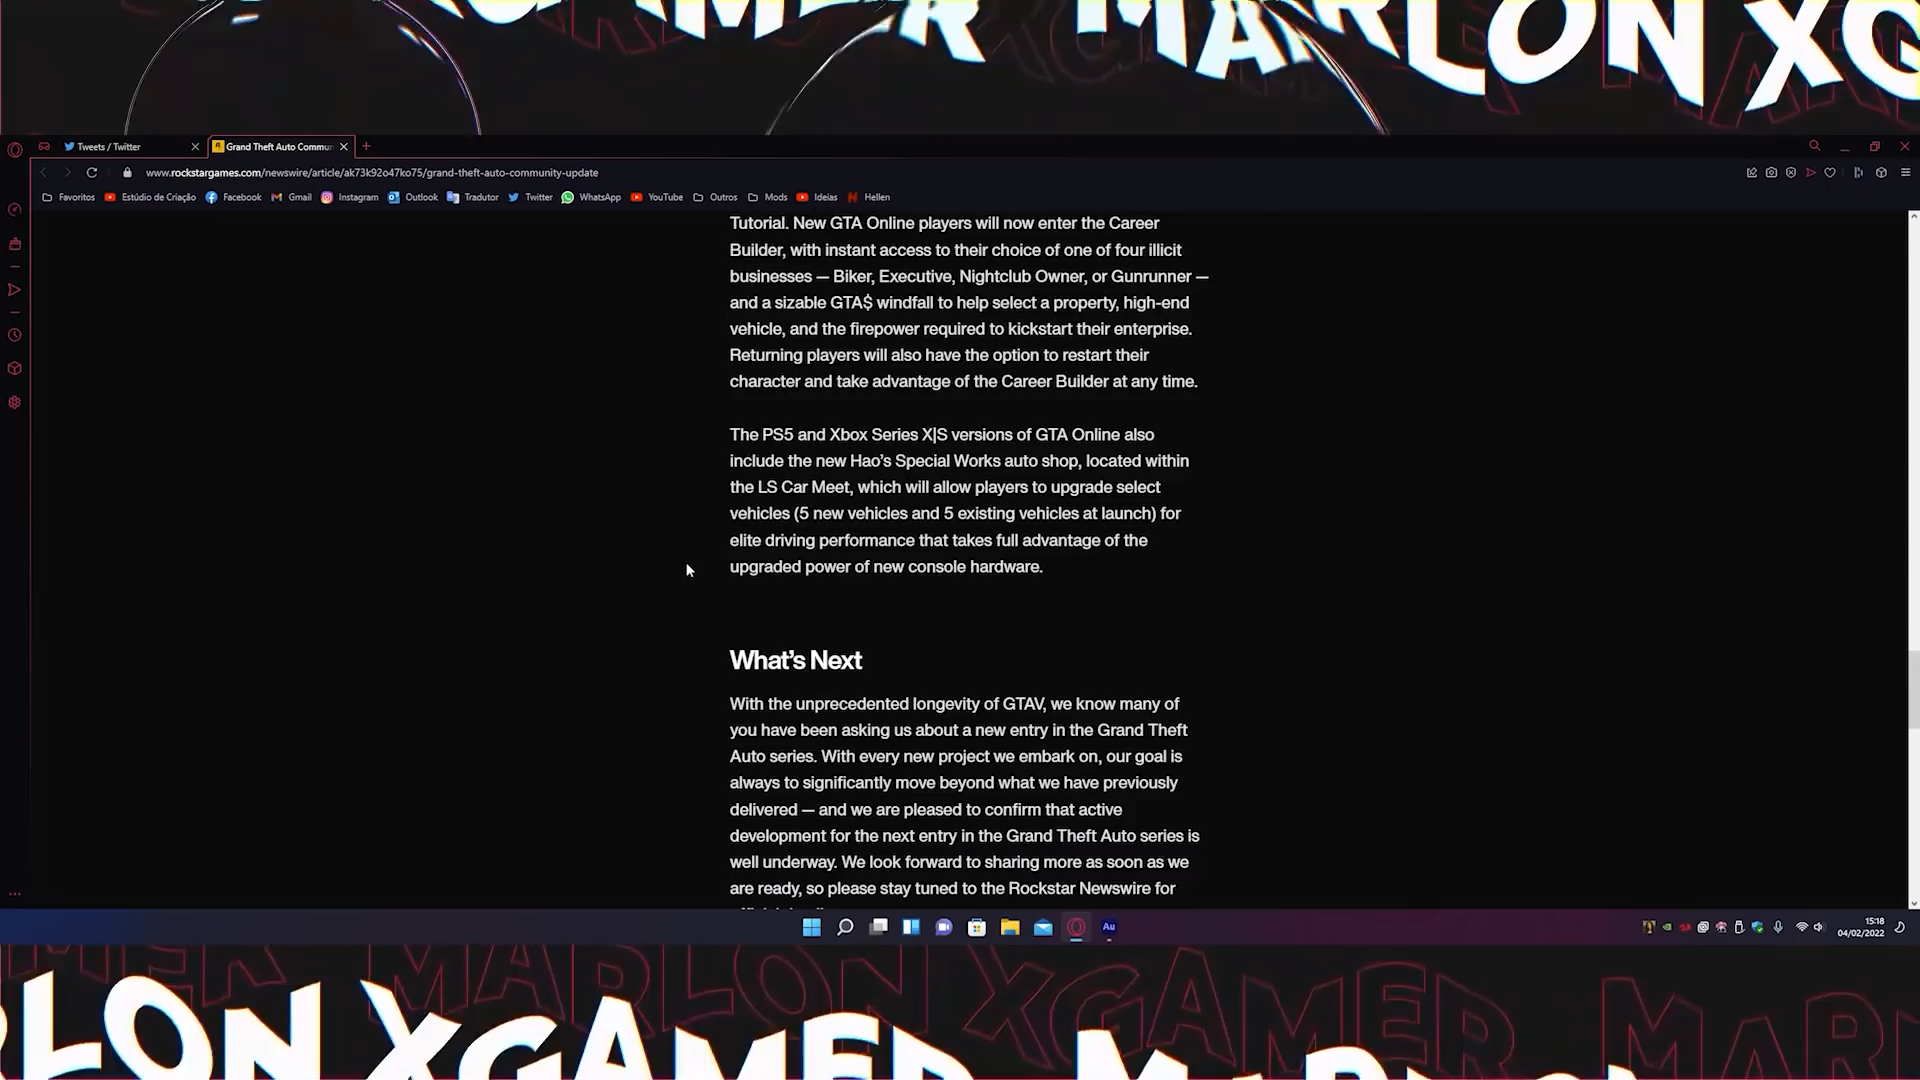 XGAMER MARLON XG
Tweets / Twitter
Grand Theft Auto Commun
www.rockstargames.com/newswire/article/ak73k92o47ko75/grand-theft-auto-community-update
Favoritos Estúdio de Criação Facebook Gmail Instagram Outlook Tradutor Twitter WhatsApp YouTube Outros Mods Ideias Hellen
Tutorial. New GTA Online players will now enter the Career
Builder, with instant access to their choice of one of four illicit
businesses — Biker, Executive, Nightclub Owner, or Gunrunner —
and a sizable GTA$ windfall to help select a property, high-end
vehicle, and the firepower required to kickstart their enterprise.
Returning players will also have the option to restart their
character and take advantage of the Career Builder at any time.
The PS5 and Xbox Series X|S versions of GTA Online also
include the new Hao’s Special Works auto shop, located within
the LS Car Meet, which will allow players to upgrade select
vehicles (5 new vehicles and 5 existing vehicles at launch) for
elite driving performance that takes full advantage of the
upgraded power of new console hardware.
What’s Next
With the unprecedented longevity of GTAV, we know many of
you have been asking us about a new entry in the Grand Theft
Auto series. With every new project we embark on, our goal is
always to significantly move beyond what we have previously
delivered — and we are pleased to confirm that active
development for the next entry in the Grand Theft Auto series is
well underway. We look forward to sharing more as soon as we
are ready, so please stay tuned to the Rockstar Newswire for
Au
15:18
04/02/2022
MER MARLON XGAMER MAR
RLON XGAMER MAR